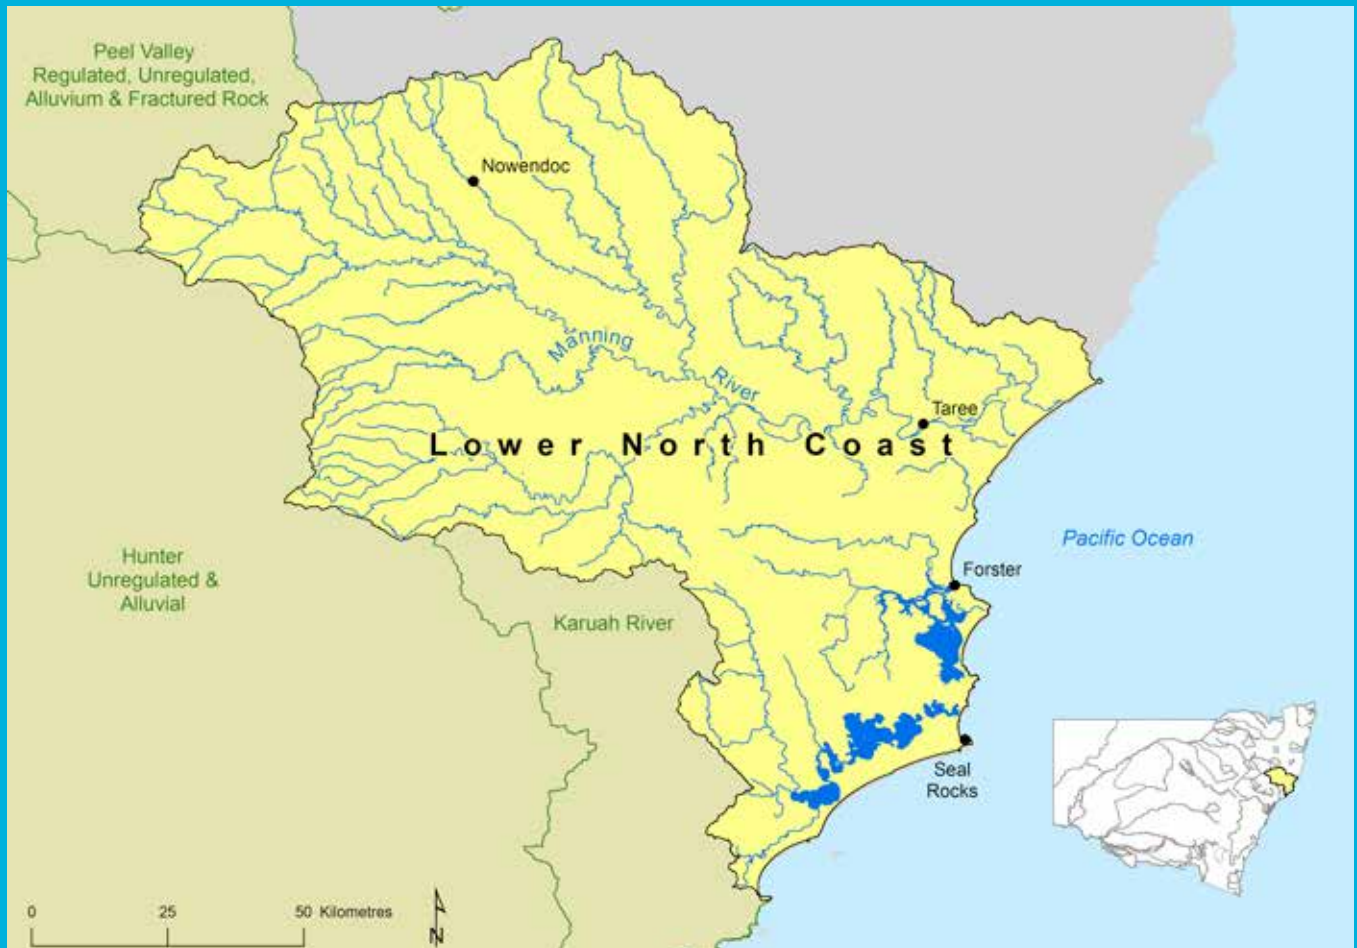 Peel Valley
Regulated, Unregulated,
Alluvium & Fractured Rock
Nowendoc
Manning
River
Taree
Lower North Coast
Pacific Ocean
Hunter
Unregulated &
Alluvial
Forster
Karuah River
Seal
Rocks
0 25 50 Kilometres
N